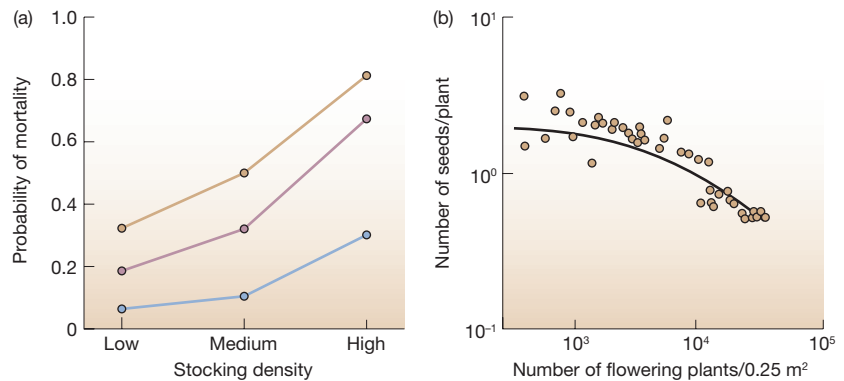 (a)
1.0
0.8
0.6
0.4
0.2
0
Probability of mortality
Low Medium High
Stocking density
(b)
10¹
10⁰
10⁻¹
Number of seeds/plant
10³ 10⁴ 10⁵
Number of flowering plants/0.25 m²